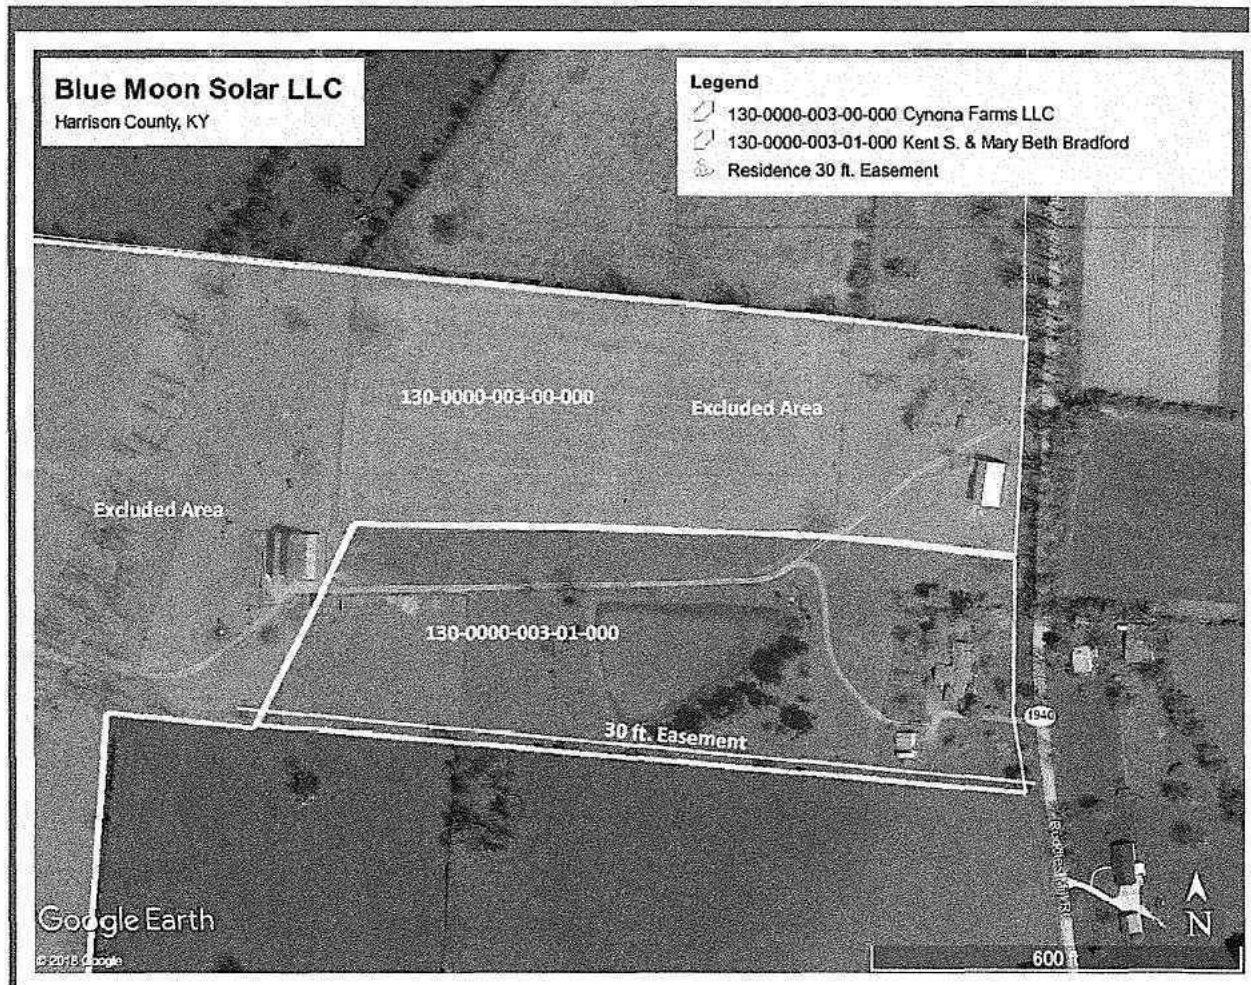 Blue Moon Solar LLC
Harrison County, KY
Legend
130-0000-003-00-000 Cynona Farms LLC
130-0000-003-01-000 Kent S. & Mary Beth Bradford
Residence 30 ft. Easement
130-0000-003-00-000
Excluded Area
Excluded Area
130-0000-003-01-000
30 ft. Easement
1940
Google Earth
© 2018 Google
N
600 ft